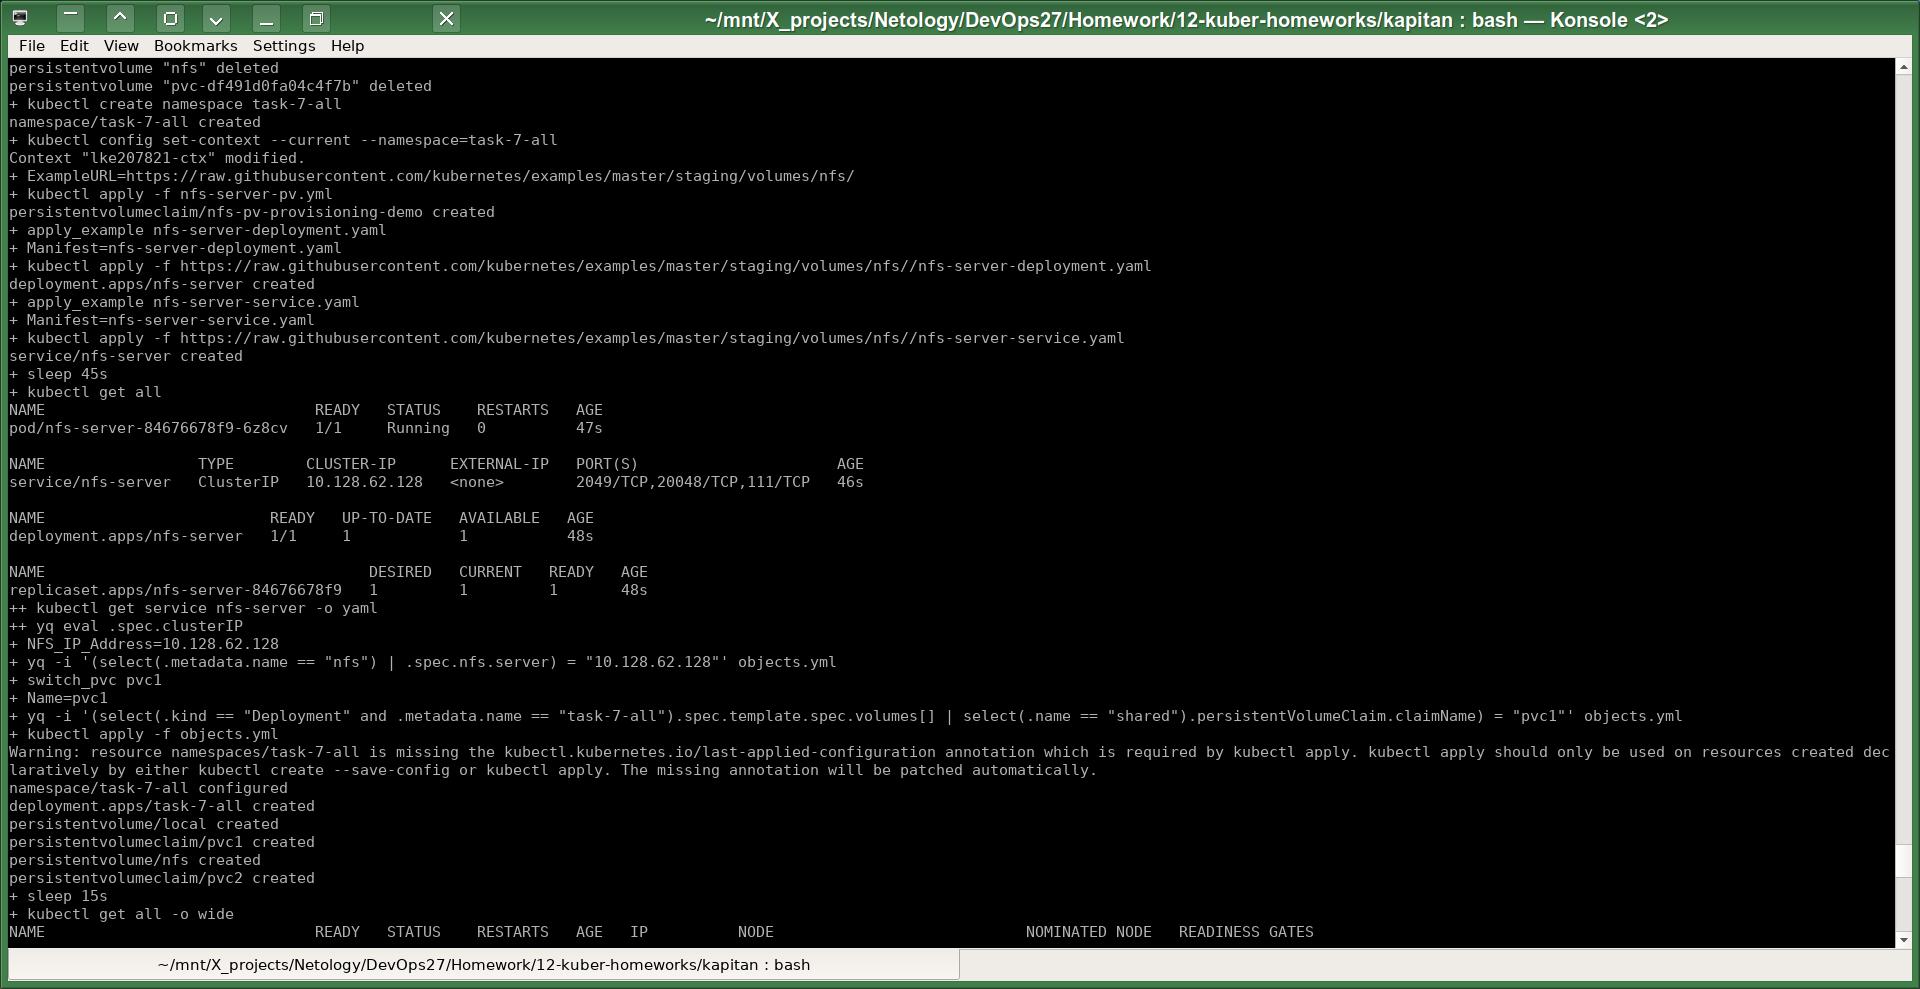 ~/mnt/X_projects/Netology/DevOps27/Homework/12-kuber-homeworks/kapitan : bash — Konsole <2>
File Edit View Bookmarks Settings Help
persistentvolume "nfs" deleted
persistentvolume "pvc-df491d0fa04c4f7b" deleted
+ kubectl create namespace task-7-all
namespace/task-7-all created
+ kubectl config set-context --current --namespace=task-7-all
Context "lke207821-ctx" modified.
+ ExampleURL=https://raw.githubusercontent.com/kubernetes/examples/master/staging/volumes/nfs/
+ kubectl apply -f nfs-server-pv.yml
persistentvolumeclaim/nfs-pv-provisioning-demo created
+ apply_example nfs-server-deployment.yaml
+ Manifest=nfs-server-deployment.yaml
+ kubectl apply -f https://raw.githubusercontent.com/kubernetes/examples/master/staging/volumes/nfs//nfs-server-deployment.yaml
deployment.apps/nfs-server created
+ apply_example nfs-server-service.yaml
+ Manifest=nfs-server-service.yaml
+ kubectl apply -f https://raw.githubusercontent.com/kubernetes/examples/master/staging/volumes/nfs//nfs-server-service.yaml
service/nfs-server created
+ sleep 45s
+ kubectl get all
NAME                              READY   STATUS    RESTARTS   AGE
pod/nfs-server-84676678f9-6z8cv   1/1     Running   0          47s

NAME                 TYPE        CLUSTER-IP      EXTERNAL-IP   PORT(S)                      AGE
service/nfs-server   ClusterIP   10.128.62.128   <none>        2049/TCP,20048/TCP,111/TCP   46s

NAME                         READY   UP-TO-DATE   AVAILABLE   AGE
deployment.apps/nfs-server   1/1     1            1           48s

NAME                                    DESIRED   CURRENT   READY   AGE
replicaset.apps/nfs-server-84676678f9   1         1         1       48s
++ kubectl get service nfs-server -o yaml
++ yq eval .spec.clusterIP
+ NFS_IP_Address=10.128.62.128
+ yq -i '(select(.metadata.name == "nfs") | .spec.nfs.server) = "10.128.62.128"' objects.yml
+ switch_pvc pvc1
+ Name=pvc1
+ yq -i '(select(.kind == "Deployment" and .metadata.name == "task-7-all").spec.template.spec.volumes[] | select(.name == "shared").persistentVolumeClaim.claimName) = "pvc1"' objects.yml
+ kubectl apply -f objects.yml
Warning: resource namespaces/task-7-all is missing the kubectl.kubernetes.io/last-applied-configuration annotation which is required by kubectl apply. kubectl apply should only be used on resources created dec
laratively by either kubectl create --save-config or kubectl apply. The missing annotation will be patched automatically.
namespace/task-7-all configured
deployment.apps/task-7-all created
persistentvolume/local created
persistentvolumeclaim/pvc1 created
persistentvolume/nfs created
persistentvolumeclaim/pvc2 created
+ sleep 15s
+ kubectl get all -o wide
NAME                              READY   STATUS    RESTARTS   AGE   IP          NODE                            NOMINATED NODE   READINESS GATES
~/mnt/X_projects/Netology/DevOps27/Homework/12-kuber-homeworks/kapitan : bash